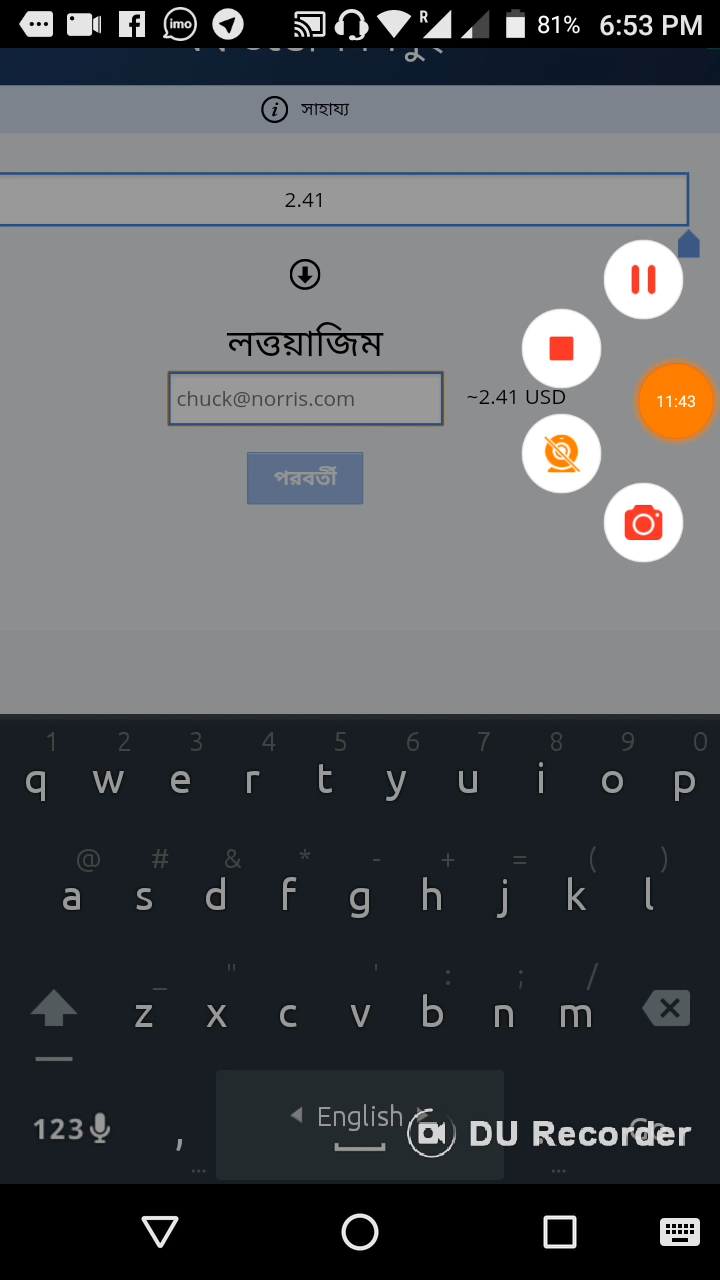 imo
R
81%
6:53 PM
i সাহায্য
2.41
লত্তয়াজিম
chuck@norris.com
~2.41 USD
11:43
পরবর্তী
1 2 3 4 5 6 7 8 9 0
q w e r t y u i o p
@ # & * - + = ( )
a s d f g h j k l
_ " ' : ; /
z x c v b n m
123 , English
DU Recorder